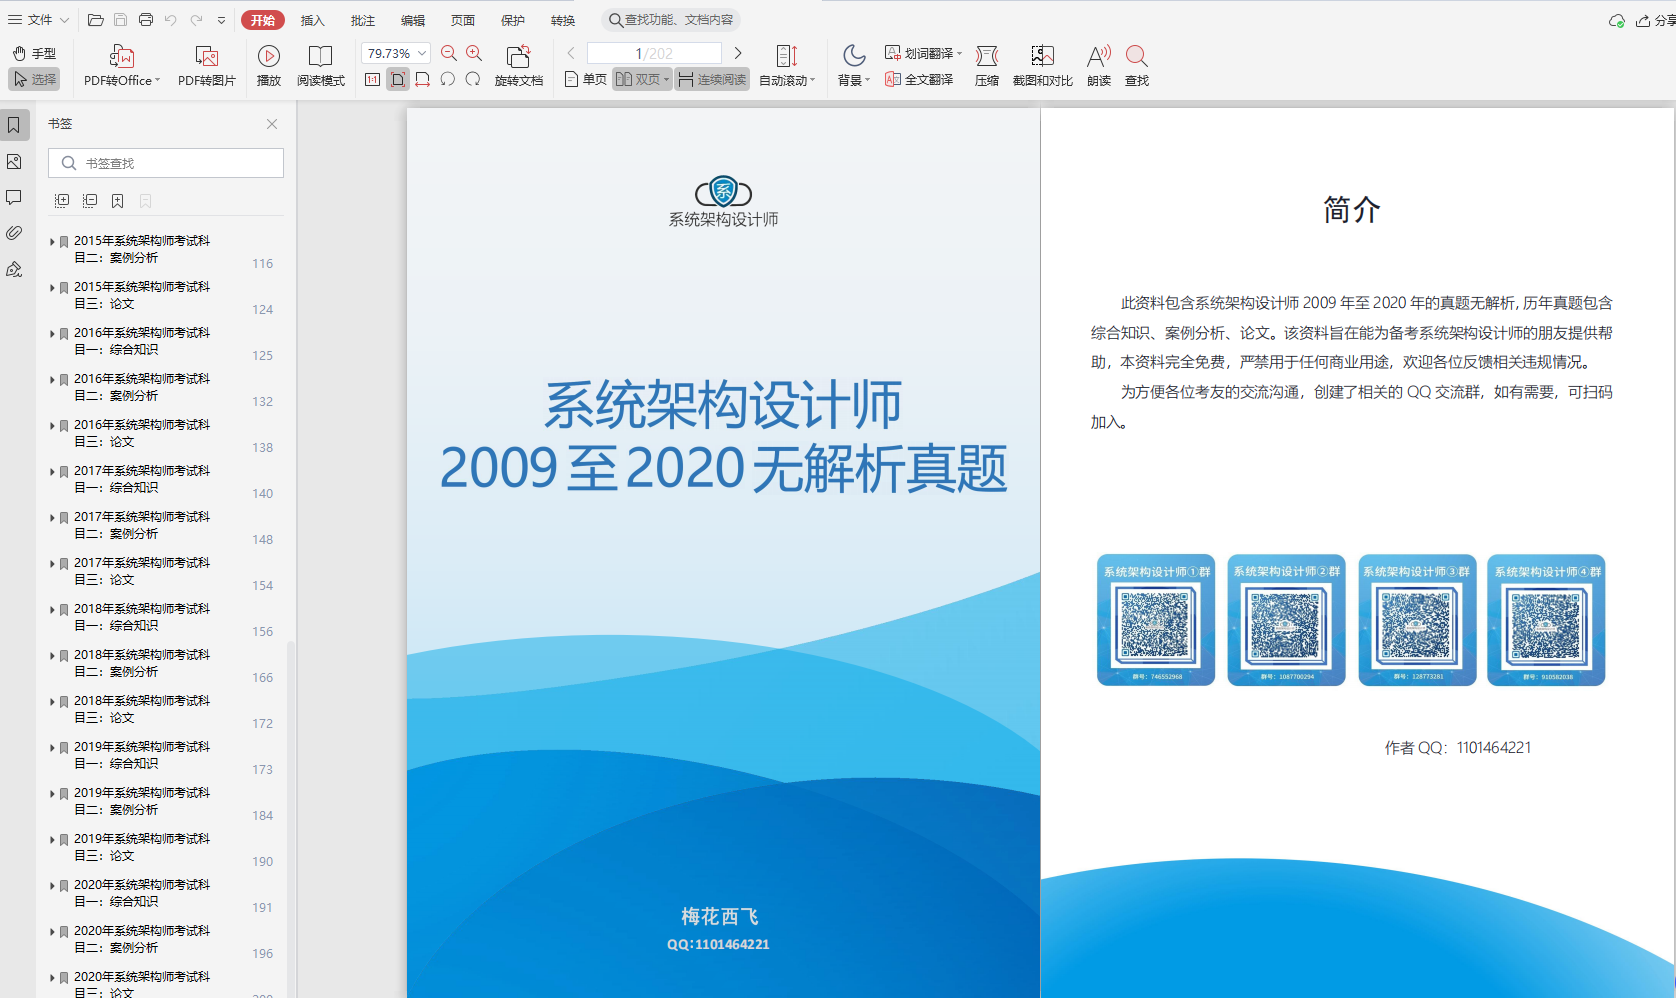 文件
开始
插入
批注
编辑
页面
保护
转换
查找功能、文档内容
分享
手型
选择
PDF转Office
PDF转图片
播放
阅读模式
79.73%
旋转文档
1/202
单页
双页
连续阅读
自动滚动
背景
划词翻译
全文翻译
压缩
截图和对比
朗读
查找
书签
书签查找
2015年系统架构师考试科
目二：案例分析
116
2015年系统架构师考试科
目三：论文
124
2016年系统架构师考试科
目一：综合知识
125
2016年系统架构师考试科
目二：案例分析
132
2016年系统架构师考试科
目三：论文
138
2017年系统架构师考试科
目一：综合知识
140
2017年系统架构师考试科
目二：案例分析
148
2017年系统架构师考试科
目三：论文
154
2018年系统架构师考试科
目一：综合知识
156
2018年系统架构师考试科
目二：案例分析
166
2018年系统架构师考试科
目三：论文
172
2019年系统架构师考试科
目一：综合知识
173
2019年系统架构师考试科
目二：案例分析
184
2019年系统架构师考试科
目三：论文
190
2020年系统架构师考试科
目一：综合知识
191
2020年系统架构师考试科
目二：案例分析
196
2020年系统架构师考试科
目三：论文
系
系统架构设计师
系统架构设计师
2009至2020无解析真题
梅花西飞
QQ:1101464221
简介
此资料包含系统架构设计师 2009 年至 2020 年的真题无解析，历年真题包含
综合知识、案例分析、论文。该资料旨在能为备考系统架构设计师的朋友提供帮
助，本资料完全免费，严禁用于任何商业用途，欢迎各位反馈相关违规情况。
为方便各位考友的交流沟通，创建了相关的 QQ 交流群，如有需要，可扫码
加入。
系统架构设计师①群
群号：746552968
系统架构设计师②群
群号：1087700294
系统架构设计师③群
群号：128773281
系统架构设计师④群
群号：910582038
作者 QQ：1101464221